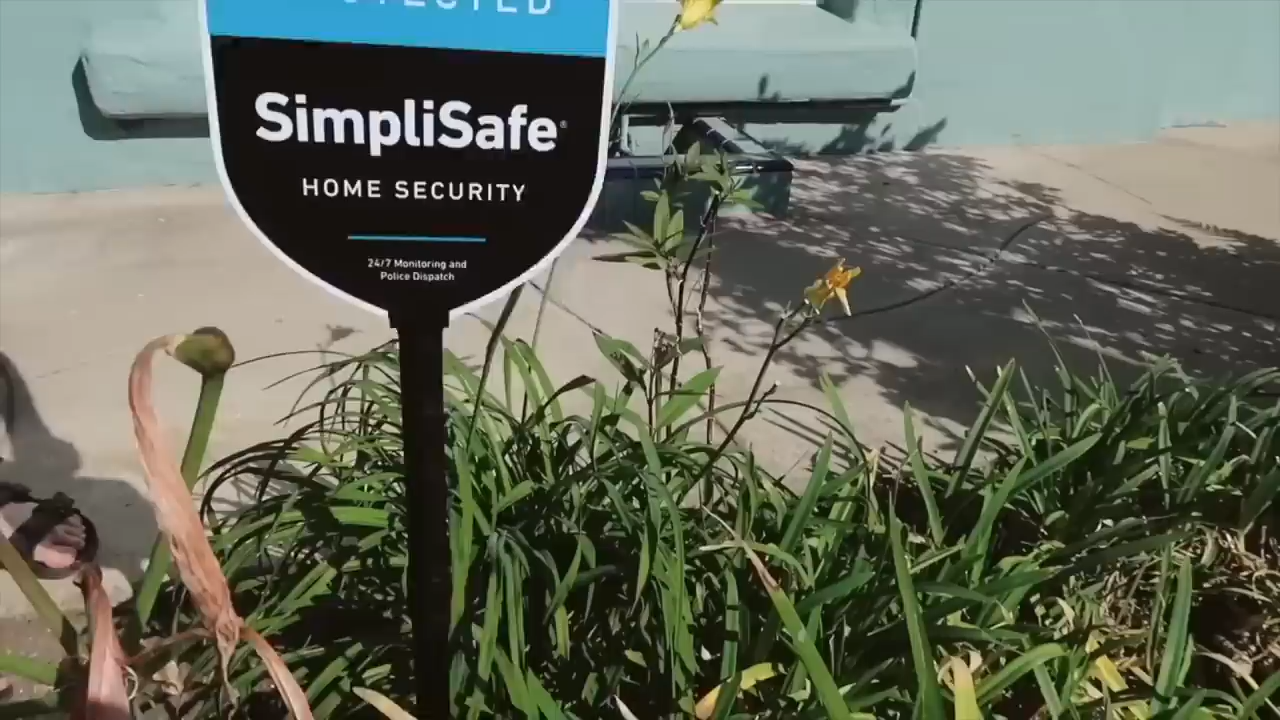 SimpliSafe®
HOME SECURITY
24/7 Monitoring and
Police Dispatch